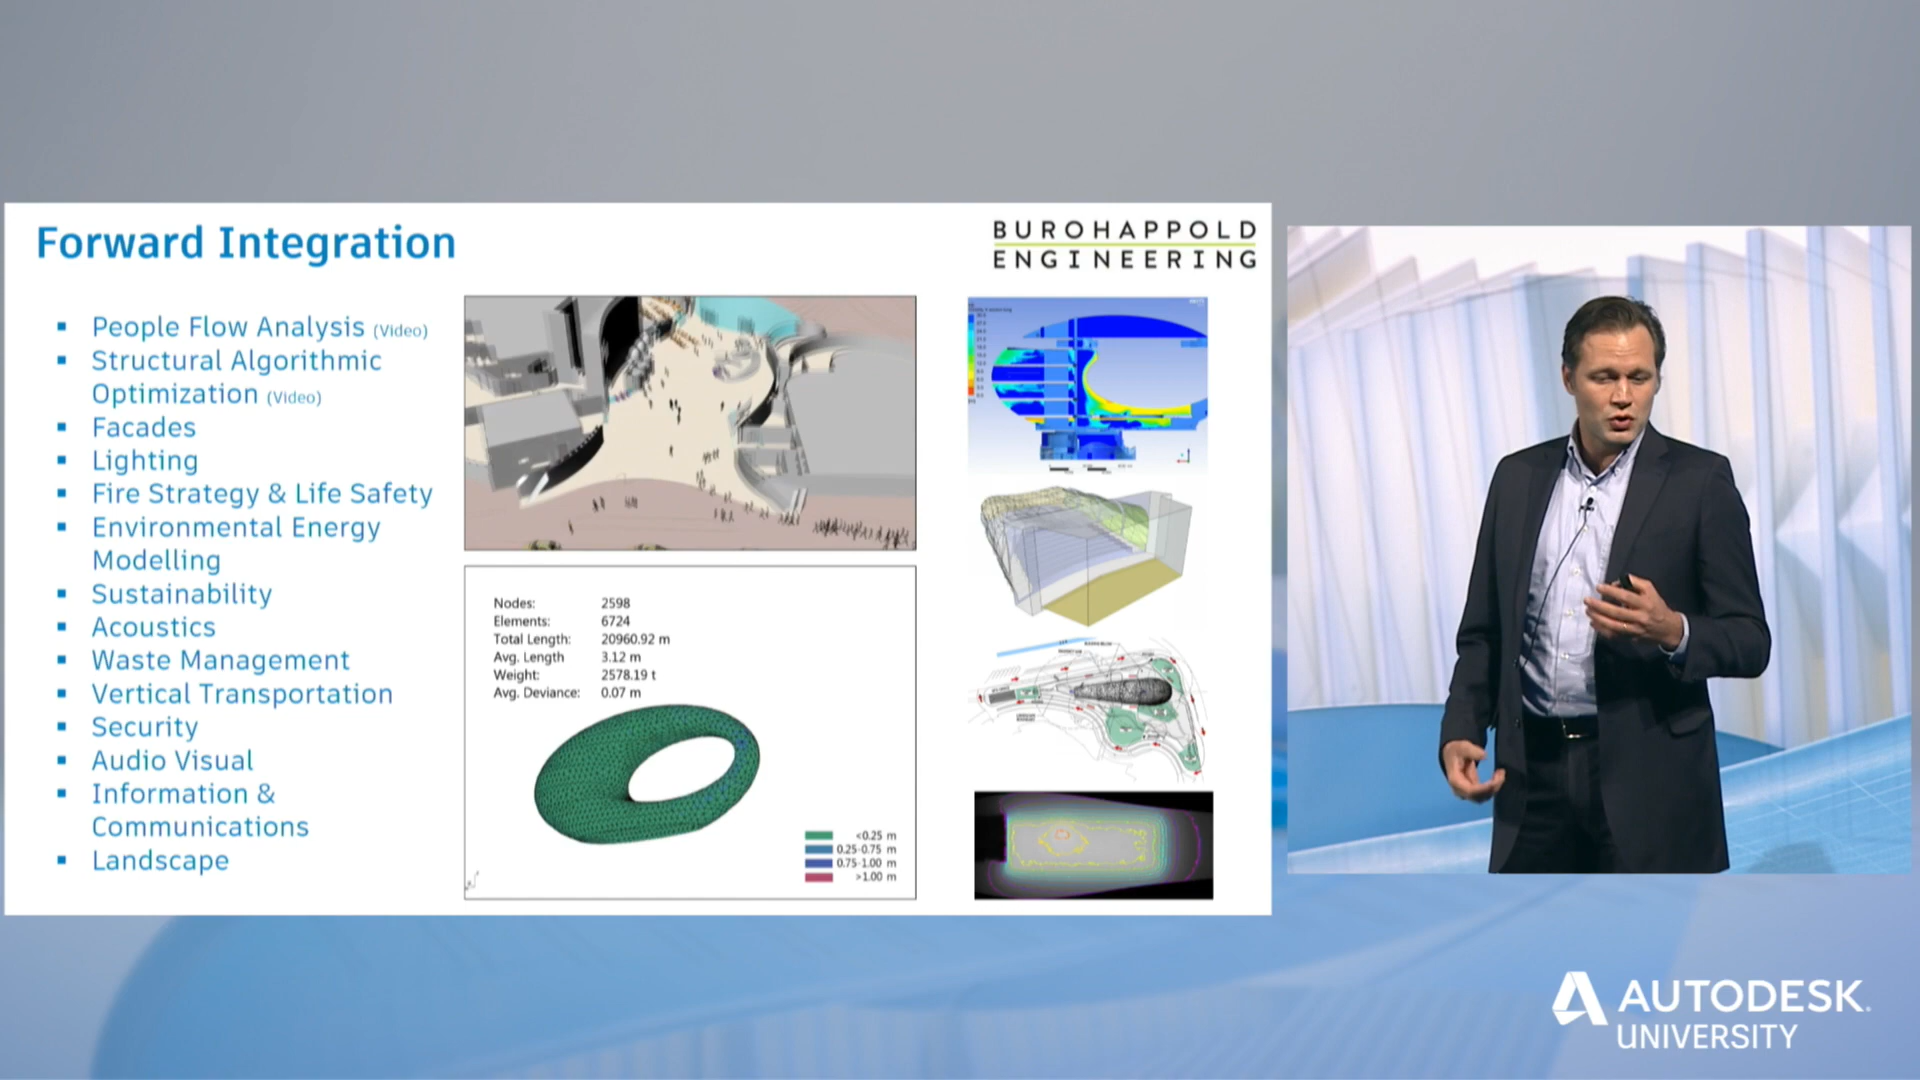 Forward Integration
BUROHAPPOLD
ENGINEERING
People Flow Analysis (Video)
Structural Algorithmic
Optimization (Video)
Facades
Lighting
Fire Strategy & Life Safety
Environmental Energy
Modelling
Sustainability
Acoustics
Waste Management
Vertical Transportation
Security
Audio Visual
Information &
Communications
Landscape
Nodes: 2598
Elements: 6724
Total Length: 20960.92 m
Avg. Length 3.12 m
Weight: 2578.19 t
Avg. Deviance: 0.07 m
<0.25 m
0.25-0.75 m
0.75-1.00 m
>1.00 m
AUTODESK®
UNIVERSITY